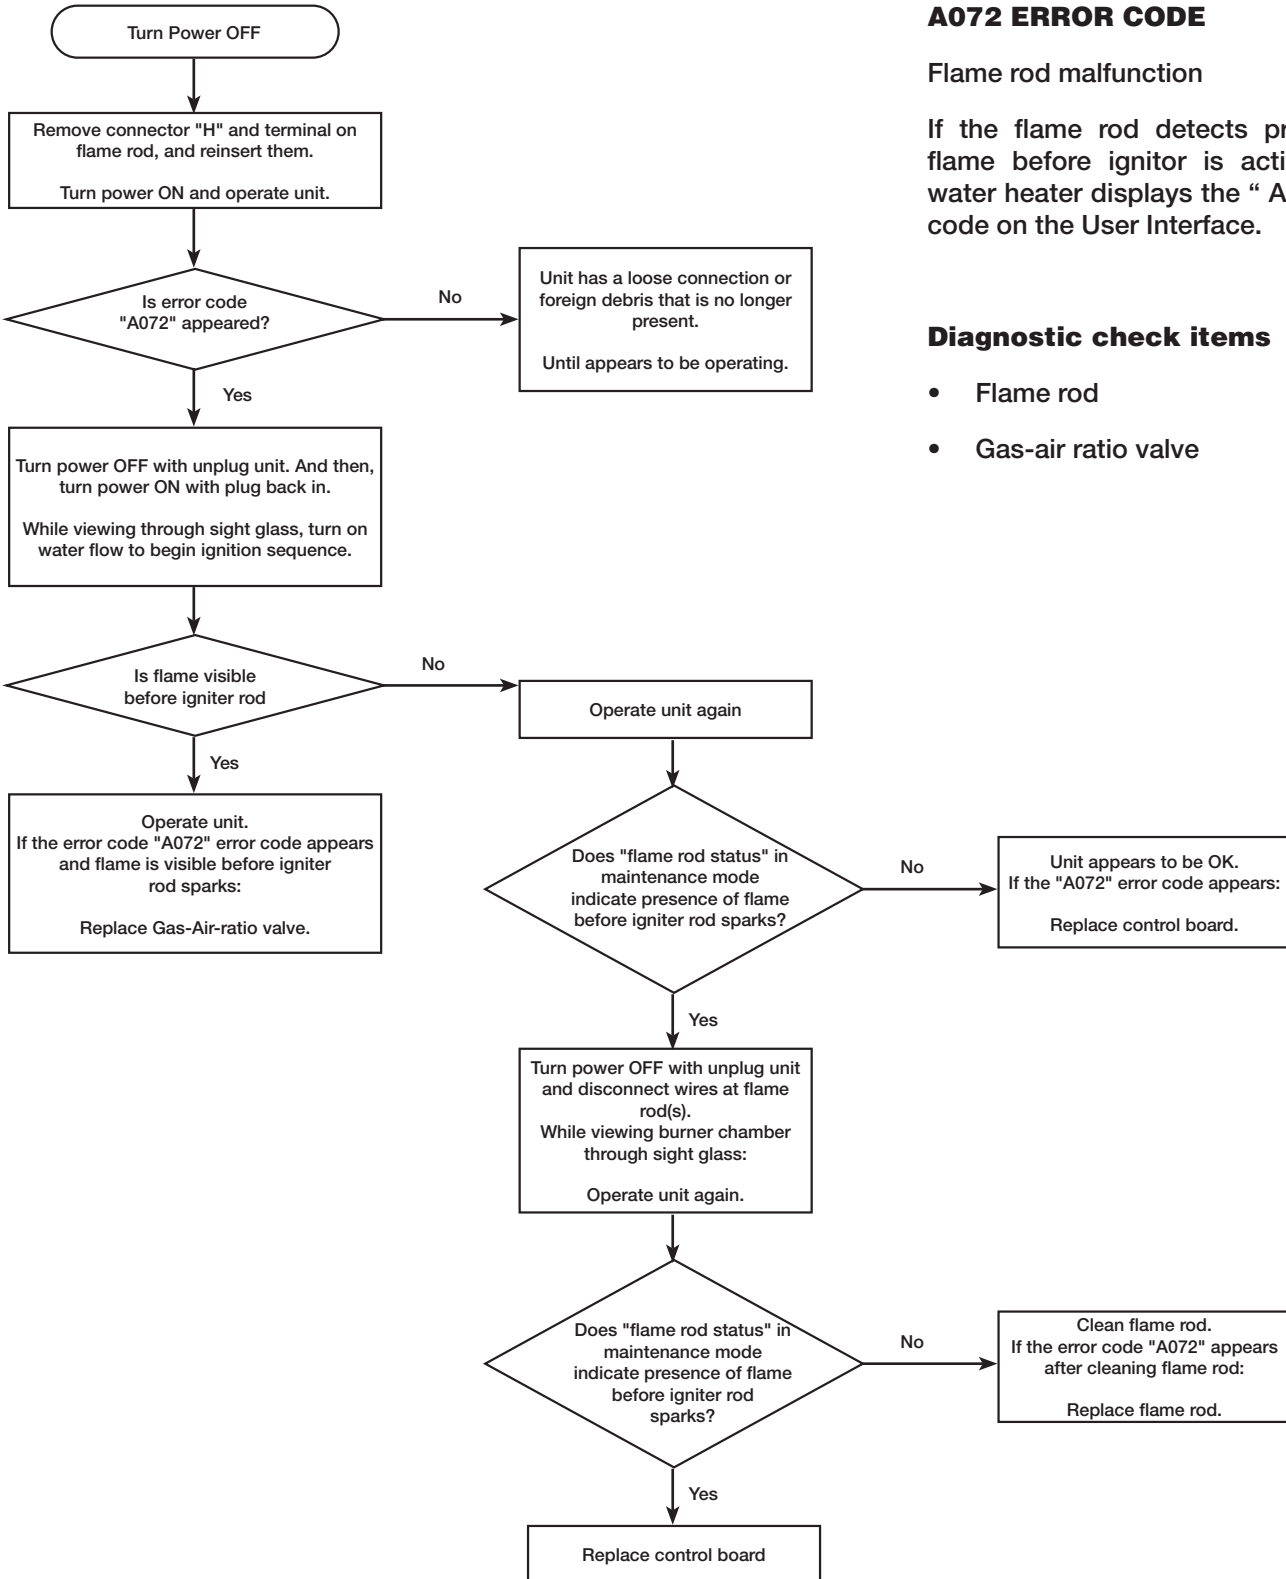 Turn Power OFF
Remove connector "H" and terminal on
flame rod, and reinsert them.
Turn power ON and operate unit.
Is error code
"A072" appeared?
No
Unit has a loose connection or
foreign debris that is no longer
present.
Until appears to be operating.
Yes
Turn power OFF with unplug unit. And then,
turn power ON with plug back in.
While viewing through sight glass, turn on
water flow to begin ignition sequence.
Is flame visible
before igniter rod
No
Yes
Operate unit.
If the error code "A072" error code appears
and flame is visible before igniter
rod sparks:
Replace Gas-Air-ratio valve.
Operate unit again
Does "flame rod status" in
maintenance mode
indicate presence of flame
before igniter rod sparks?
No
Unit appears to be OK.
If the "A072" error code appears:
Replace control board.
Yes
Turn power OFF with unplug unit
and disconnect wires at flame
rod(s).
While viewing burner chamber
through sight glass:
Operate unit again.
Does "flame rod status" in
maintenance mode
indicate presence of flame
before igniter rod
sparks?
No
Clean flame rod.
If the error code "A072" appears
after cleaning flame rod:
Replace flame rod.
Yes
Replace control board
A072 ERROR CODE
Flame rod malfunction
If the flame rod detects
flame before ignitor is
water heater displays the “
code on the User Interface.
Diagnostic check items
• Flame rod
• Gas-air ratio valve